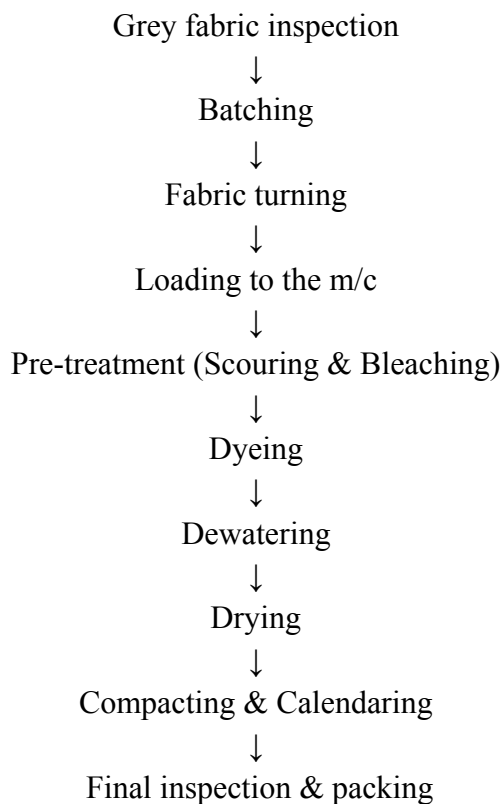 Grey fabric inspection
↓
Batching
↓
Fabric turning
↓
Loading to the m/c
↓
Pre-treatment (Scouring & Bleaching)
↓
Dyeing
↓
Dewatering
↓
Drying
↓
Compacting & Calendaring
↓
Final inspection & packing